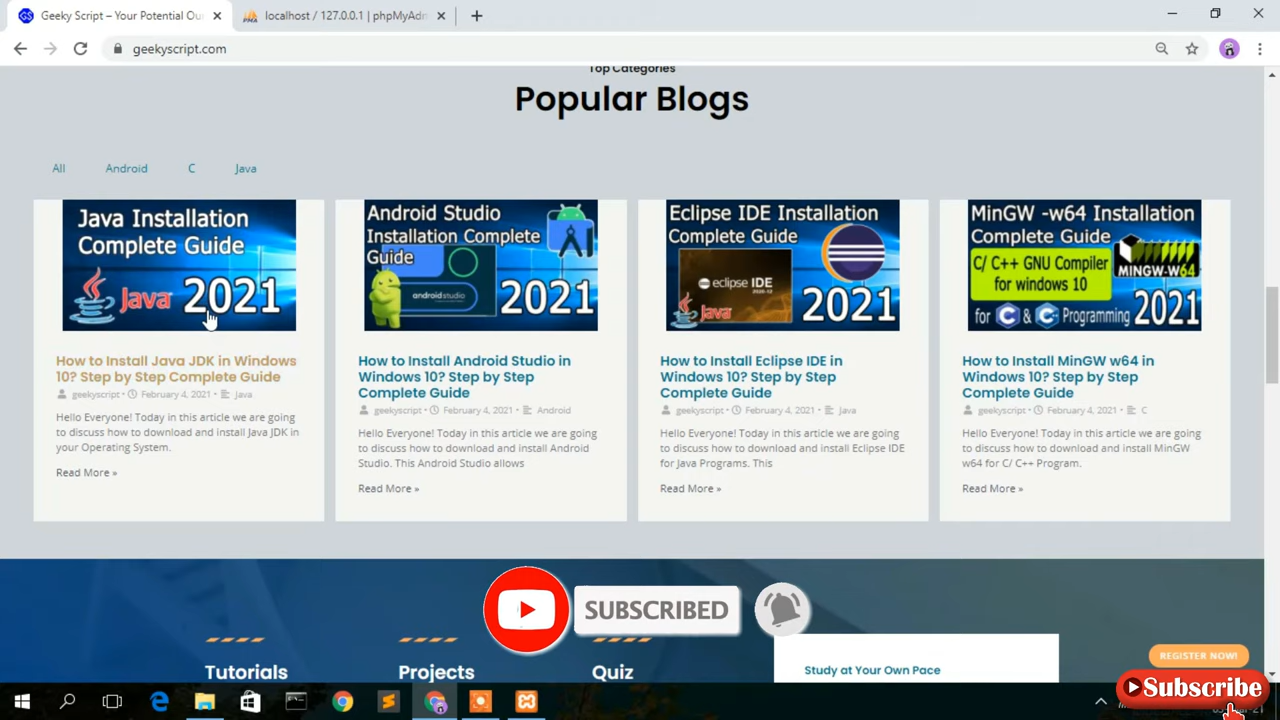 Geeky Script – Your Potential Ou
localhost / 127.0.0.1 | phpMyAdn
geekyscript.com
Top Categories
Popular Blogs
All
Android
C
Java
Java Installation
Complete Guide
Java 2021
Android Studio
Installation Complete
Guide
androidstudio
2021
Eclipse IDE Installation
Complete Guide
eclipse IDE
Java
2021
MinGW -w64 Installation
Complete Guide
C/ C++ GNU Compiler
for windows 10
MINGW-W64
for C & C++ Programming 2021
How to Install Java JDK in Windows
10? Step by Step Complete Guide
geekyscript • February 4, 2021 • Java
Hello Everyone! Today in this article we are going
to discuss how to download and install Java JDK in
your Operating System.
Read More »
How to Install Android Studio in
Windows 10? Step by Step
Complete Guide
geekyscript • February 4, 2021 • Android
Hello Everyone! Today in this article we are going
to discuss how to download and install Android
Studio. This Android Studio allows
Read More »
How to Install Eclipse IDE in
Windows 10? Step by Step
Complete Guide
geekyscript • February 4, 2021 • Java
Hello Everyone! Today in this article we are going
to discuss how to download and install Eclipse IDE
for Java Programs. This
Read More »
How to Install MinGW w64 in
Windows 10? Step by Step
Complete Guide
geekyscript • February 4, 2021 • C
Hello Everyone! Today in this article we are going
to discuss how to download and install MinGW
w64 for C/ C++ Program.
Read More »
SUBSCRIBED
Tutorials
Projects
Quiz
Study at Your Own Pace
REGISTER NOW!
Subscribe